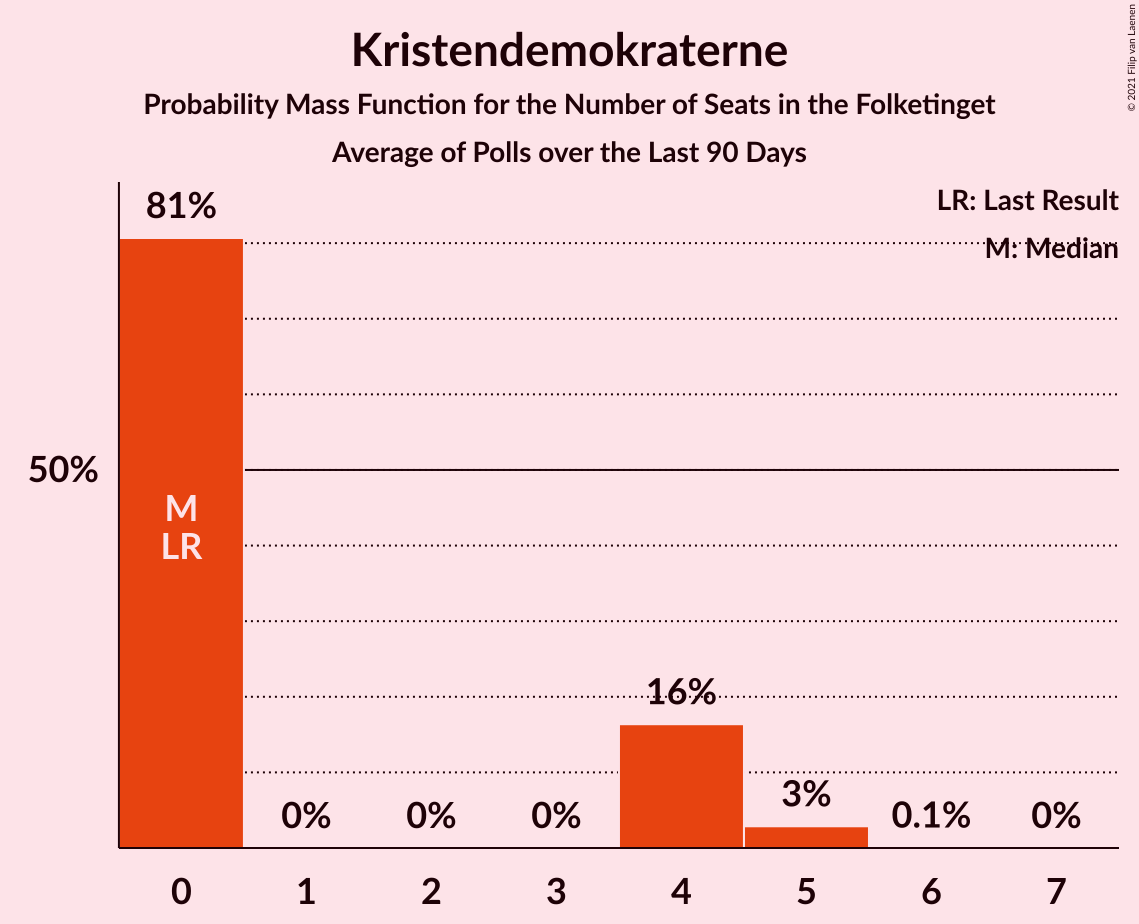 Kristendemokraterne
Probability Mass Function for the Number of Seats in the Folketinget
Average of Polls over the Last 90 Days
© 2021 Filip van Laenen
LR: Last Result
M: Median
81%
50%
M
LR
16%
3%
0% 0% 0% 0.1% 0%
0 1 2 3 4 5 6 7